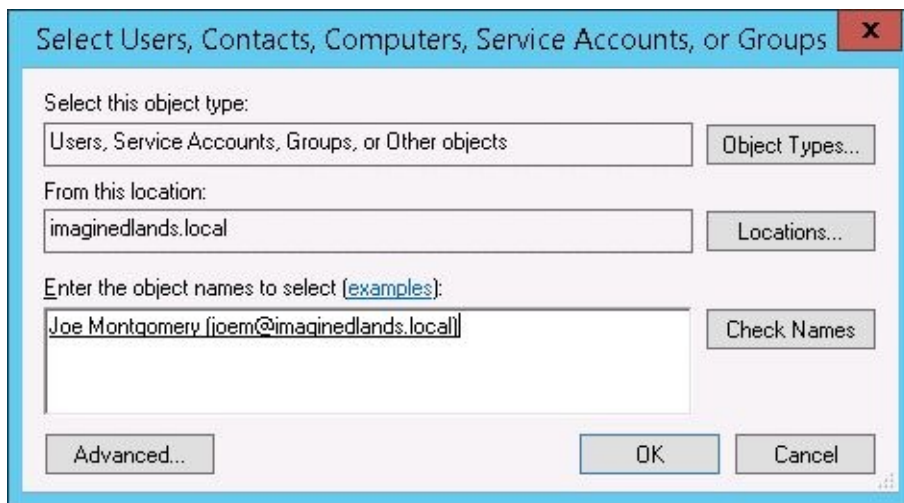 Select Users, Contacts, Computers, Service Accounts, or Groups x
Select this object type:
Users, Service Accounts, Groups, or Other objects Object Types...
From this location:
imaginedlands.local Locations...
Enter the object names to select (examples):
Joe Montgomery (joem@imaginedlands.local) Check Names
Advanced... OK Cancel